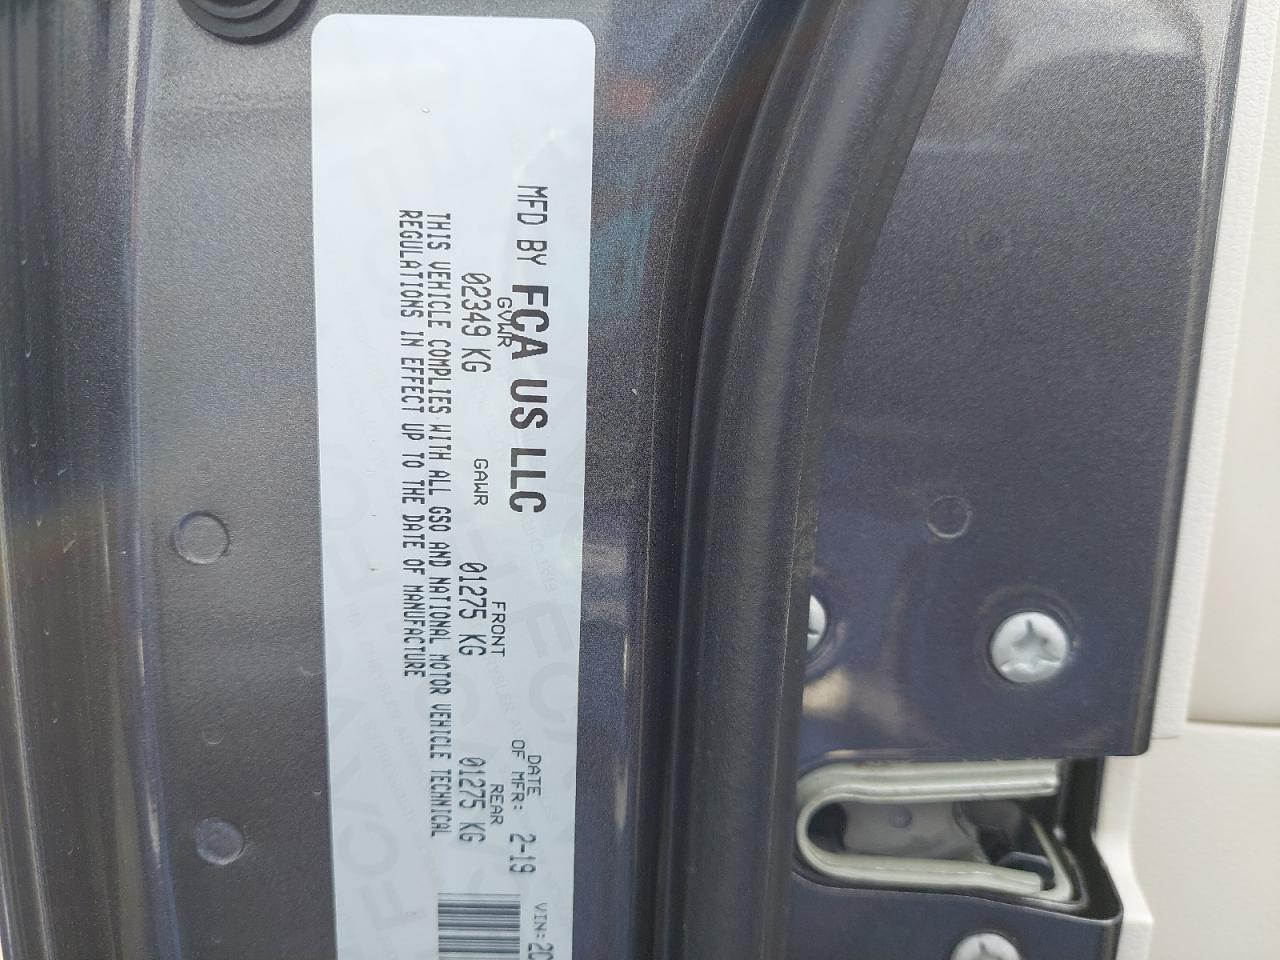 MFD BY FCA US LLC
DATE
OF MFR: 2-19
VIN: 2C
GVWR
02349 KG
GAWR
FRONT
01275 KG
REAR
01275 KG
THIS VEHICLE COMPLIES WITH ALL GSO AND NATIONAL MOTOR VEHICLE TECHNICAL
REGULATIONS IN EFFECT UP TO THE DATE OF MANUFACTURE